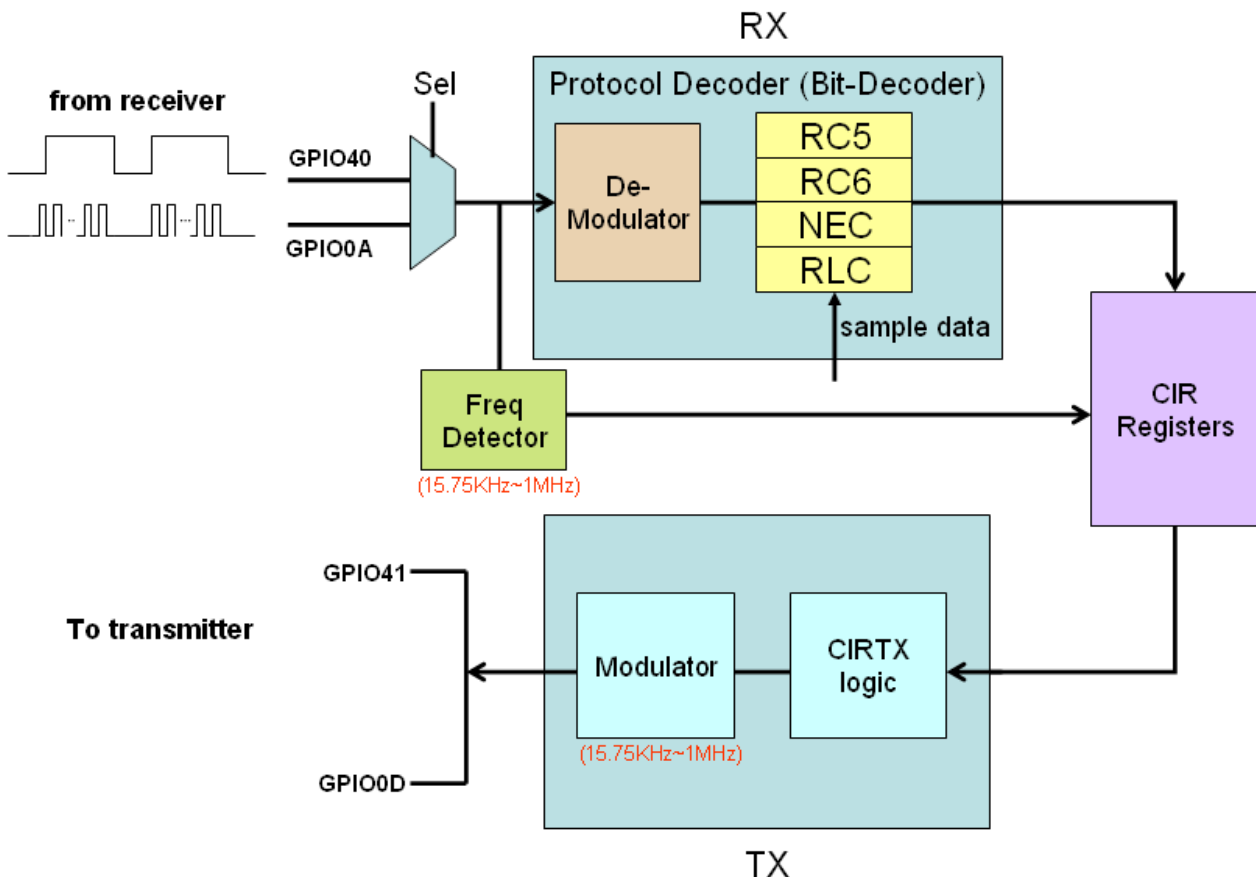 RX
from receiver
Sel
Protocol Decoder (Bit-Decoder)
GPIO40
GPIO0A
De-
Modulator
RC5
RC6
NEC
RLC
sample data
Freq
Detector
(15.75KHz~1MHz)
CIR
Registers
GPIO41
To transmitter
GPIO0D
Modulator
(15.75KHz~1MHz)
CIRTX
logic
TX